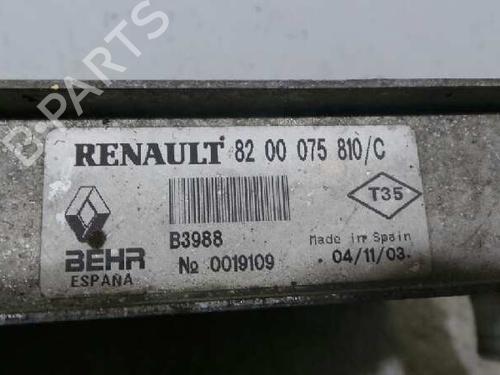 B-PARTS
RENAULT 82 00 075 810/C
T35
B3988
Made in Spain
BEHR
№ 0019109
04/11/03.
ESPAÑA